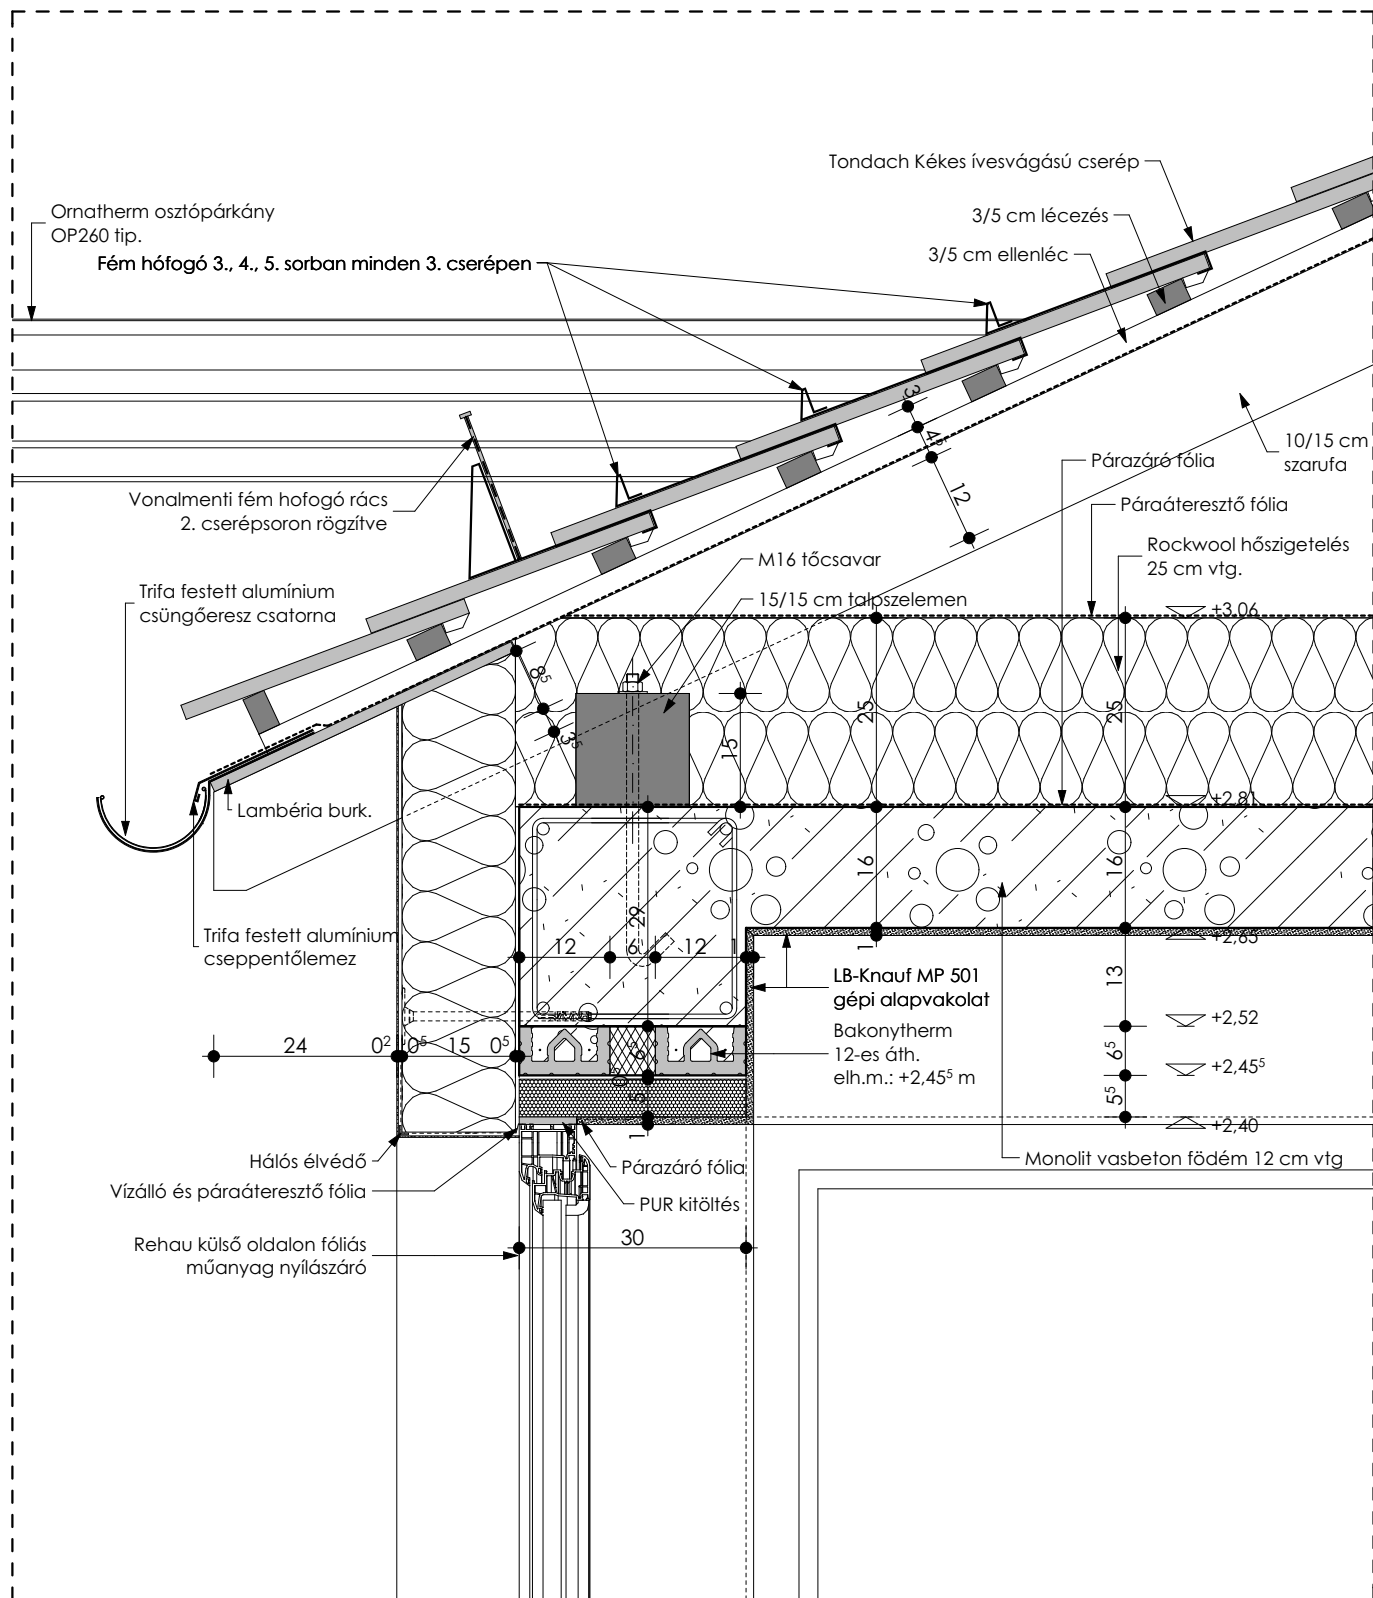 Tondach Kékes ívesvágású cserép
Ornatherm osztópárkány
OP260 tip.
3/5 cm lécezés
3/5 cm ellenléc
Fém hófogó 3., 4., 5. sorban minden 3. cserépen
3
4⁵
12
10/15 cm
szarufa
Párazáró fólia
Vonalmenti fém hofogó rács
2. cserépsoron rögzítve
Páraáteresztő fólia
Rockwool hőszigetelés
25 cm vtg.
M16 tőcsavar
15/15 cm talpszelemen
Trifa festett alumínium
csüngőeresz csatorna
+3,06
8⁵
3⁵
15
25
25
+2,81
Lambéria burk.
16
16
29
Trifa festett alumínium
cseppentőlemez
12
6
12
1
1
+2,65
13
LB-Knauf MP 501
gépi alapvakolat
Bakonytherm
12-es áth.
elh.m.: +2,45⁵ m
+2,52
24
0²
0⁵
15
0⁵
6⁵
0⁵
5
1
6⁵
+2,45⁵
5⁵
+2,40
Hálós élvédő
Vízálló és páraáteresztő fólia
Párazáró fólia
PUR kitöltés
Monolit vasbeton födém 12 cm vtg
Rehau külső oldalon fóliás
műanyag nyílászáró
30